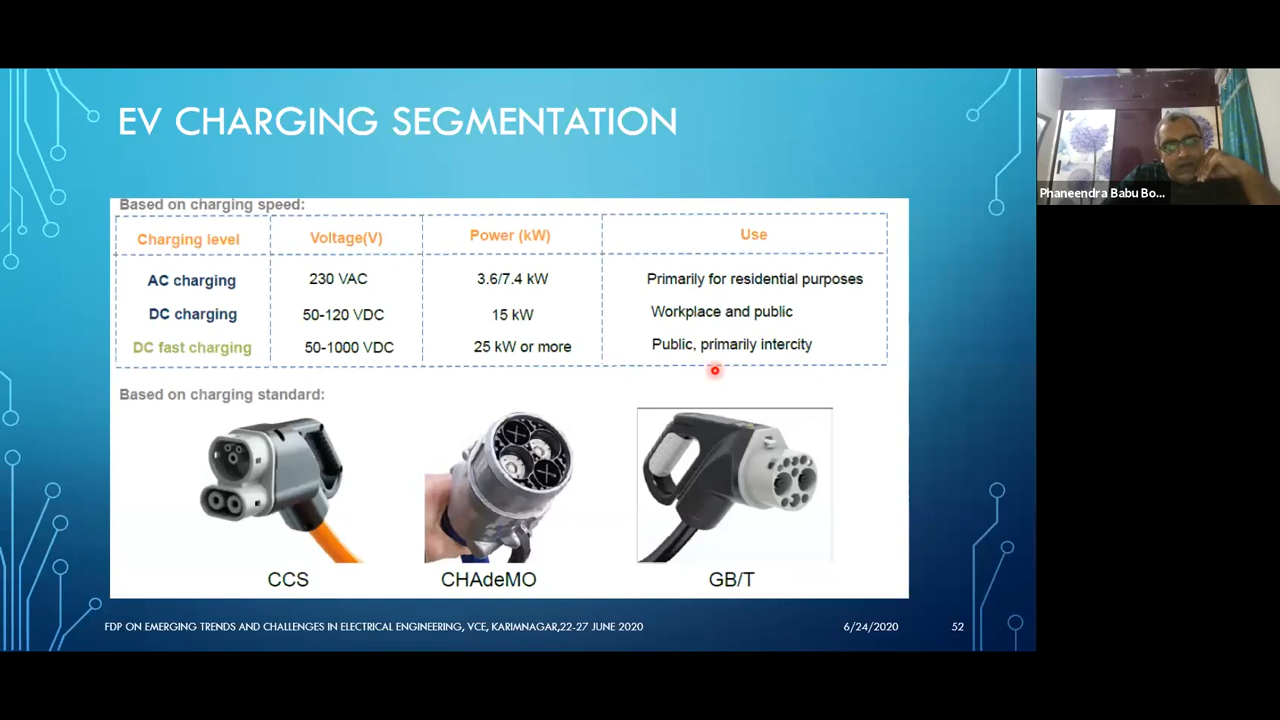 EV CHARGING SEGMENTATION
Based on charging speed:
Charging level Voltage(V) Power (kW) Use
AC charging 230 VAC 3.6/7.4 kW Primarily for residential purposes
DC charging 50-120 VDC 15 kW Workplace and public
DC fast charging 50-1000 VDC 25 kW or more Public, primarily intercity
Based on charging standard:
CCS CHAdeMO GB/T
FDP ON EMERGING TRENDS AND CHALLENGES IN ELECTRICAL ENGINEERING, VCE, KARIMNAGAR,22-27 JUNE 2020 6/24/2020 52
Phaneendra Babu Bo...